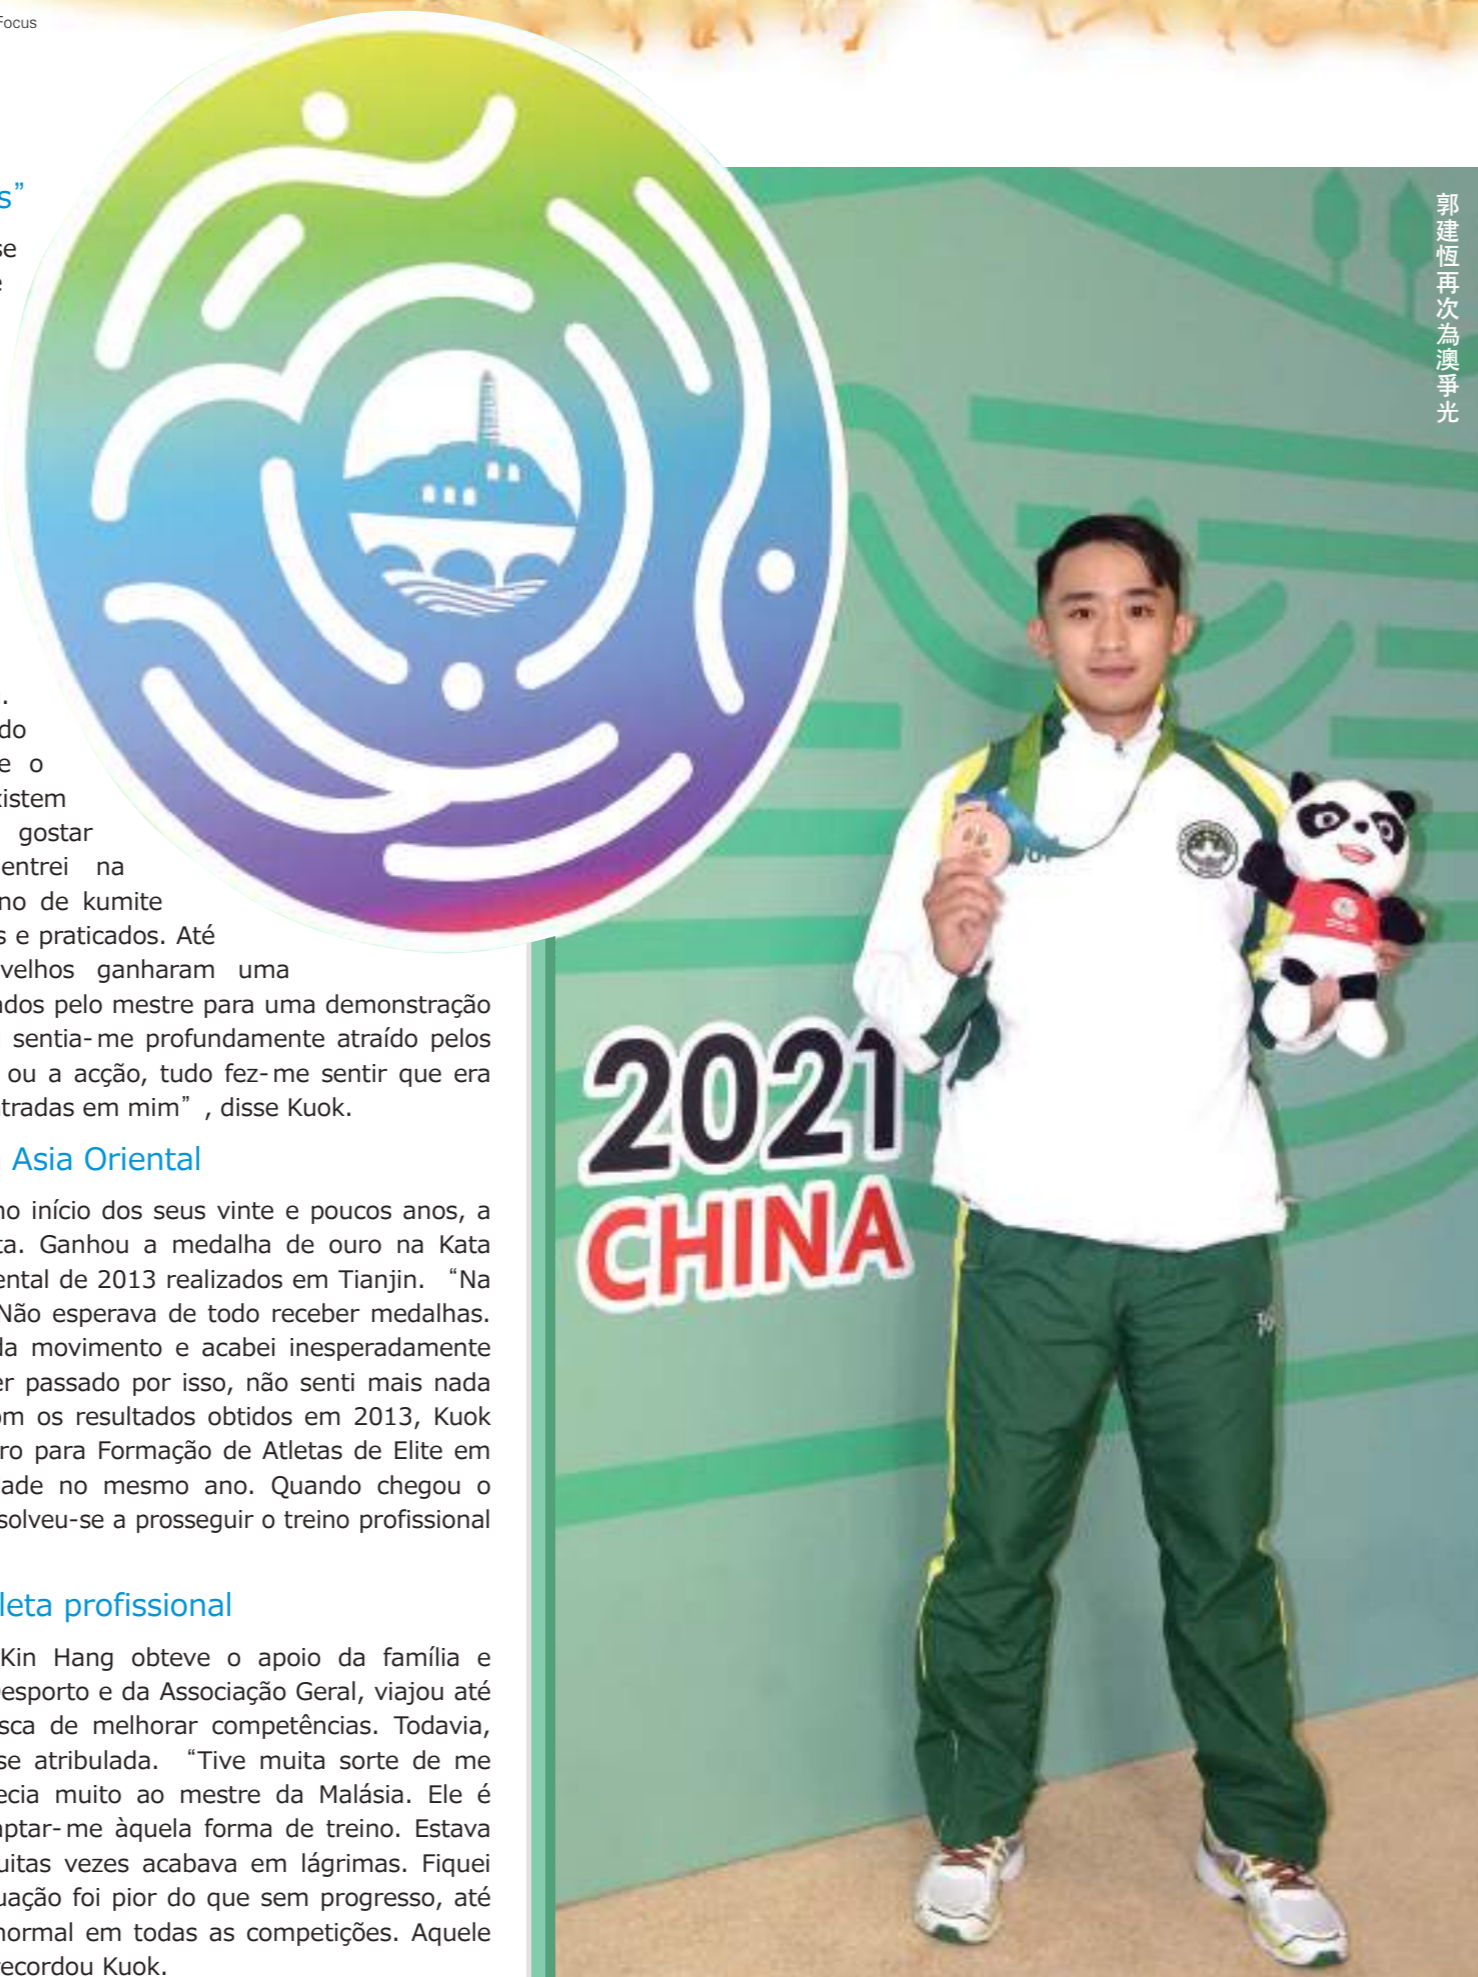 Focus
s”
se
e
.
do
e o
xistem
gostar
entrei na
no de kumite
s e praticados. Até
velhos ganharam uma
ados pelo mestre para uma demonstração
sentia-me profundamente atraído pelos
ou a acção, tudo fez-me sentir que era
tradas em mim” , disse Kuok.
Asia Oriental
no início dos seus vinte e poucos anos, a
ta. Ganhou a medalha de ouro na Kata
ental de 2013 realizados em Tianjin. “Na
Não esperava de todo receber medalhas.
da movimento e acabei inesperadamente
er passado por isso, não senti mais nada
om os resultados obtidos em 2013, Kuok
ro para Formação de Atletas de Elite em
ade no mesmo ano. Quando chegou o
solveu-se a prosseguir o treino profissional
leta profissional
Kin Hang obteve o apoio da família e
Desporto e da Associação Geral, viajou até
sca de melhorar competências. Todavia,
se atribulada. “Tive muita sorte de me
ecia muito ao mestre da Malásia. Ele é
aptar-me àquela forma de treino. Estava
uitas vezes acabava em lágrimas. Fiquei
uação foi pior do que sem progresso, até
normal em todas as competições. Aquele
recordou Kuok.
郭建恆再次為澳爭光
2021
CHINA